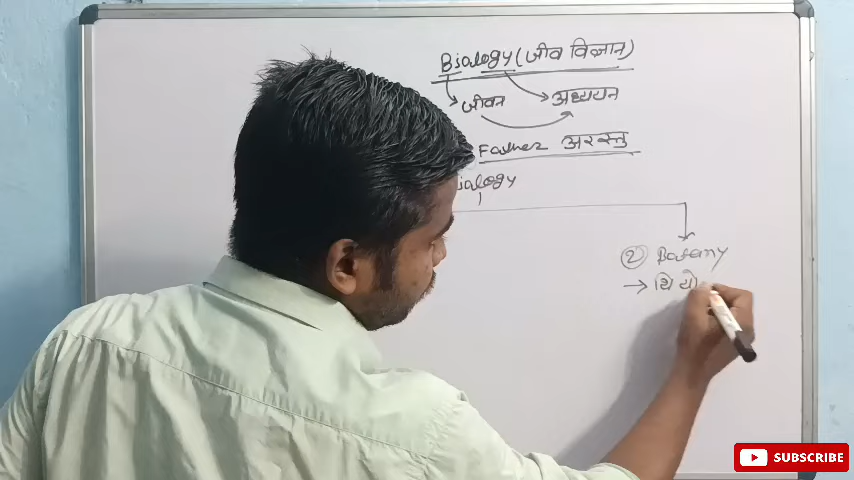 Biology (जीव विज्ञान)
जीवन अध्ययन
Father अरस्तु
iology
② Botany
→ थियो
SUBSCRIBE